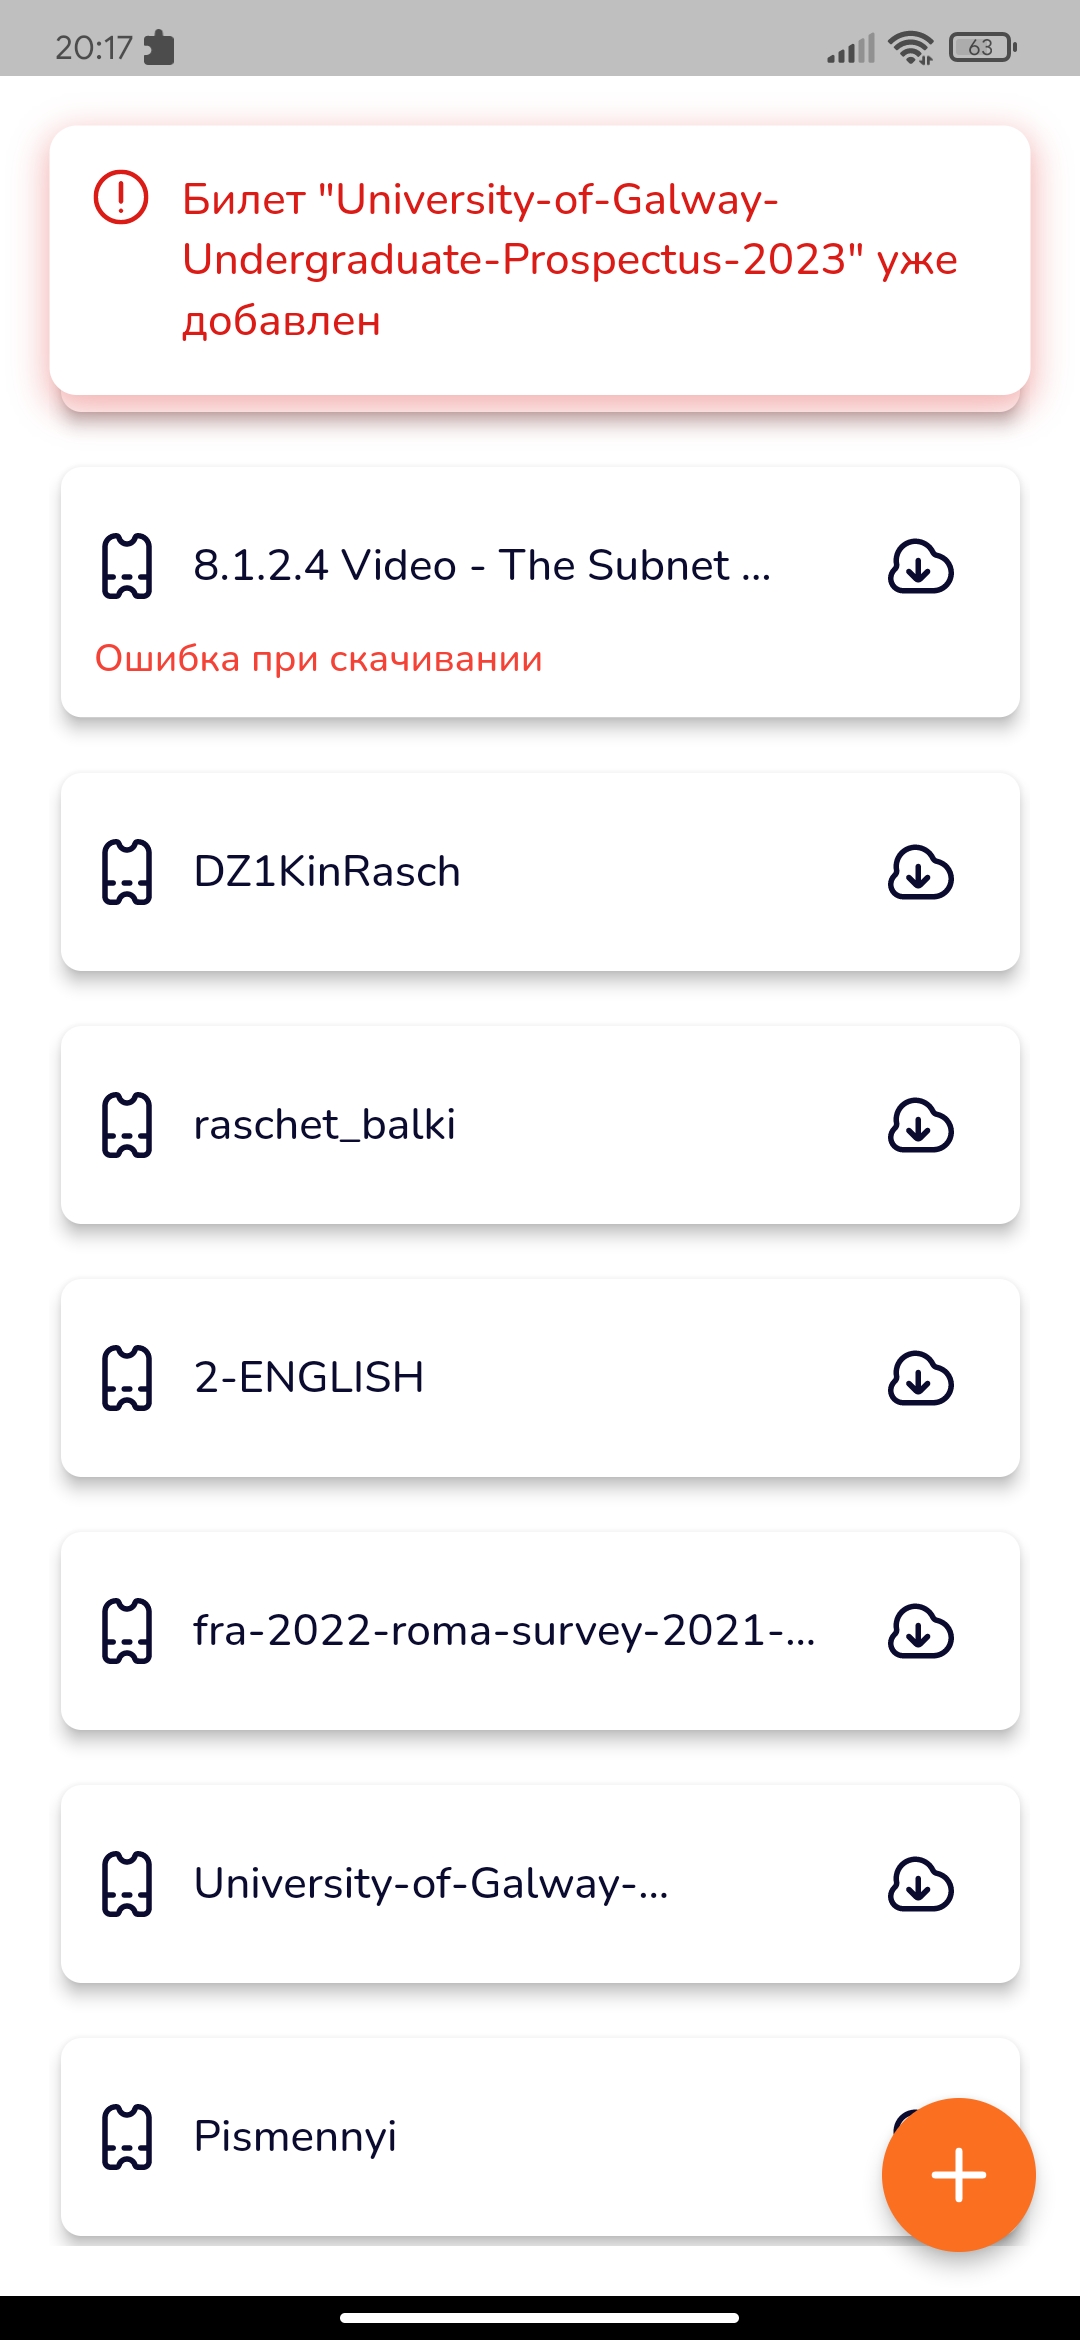 20:17
63
Билет "University-of-Galway-
Undergraduate-Prospectus-2023" уже
добавлен
8.1.2.4 Video - The Subnet ...
Ошибка при скачивании
DZ1KinRasch
raschet_balki
2-ENGLISH
fra-2022-roma-survey-2021-...
University-of-Galway-...
Pismennyi